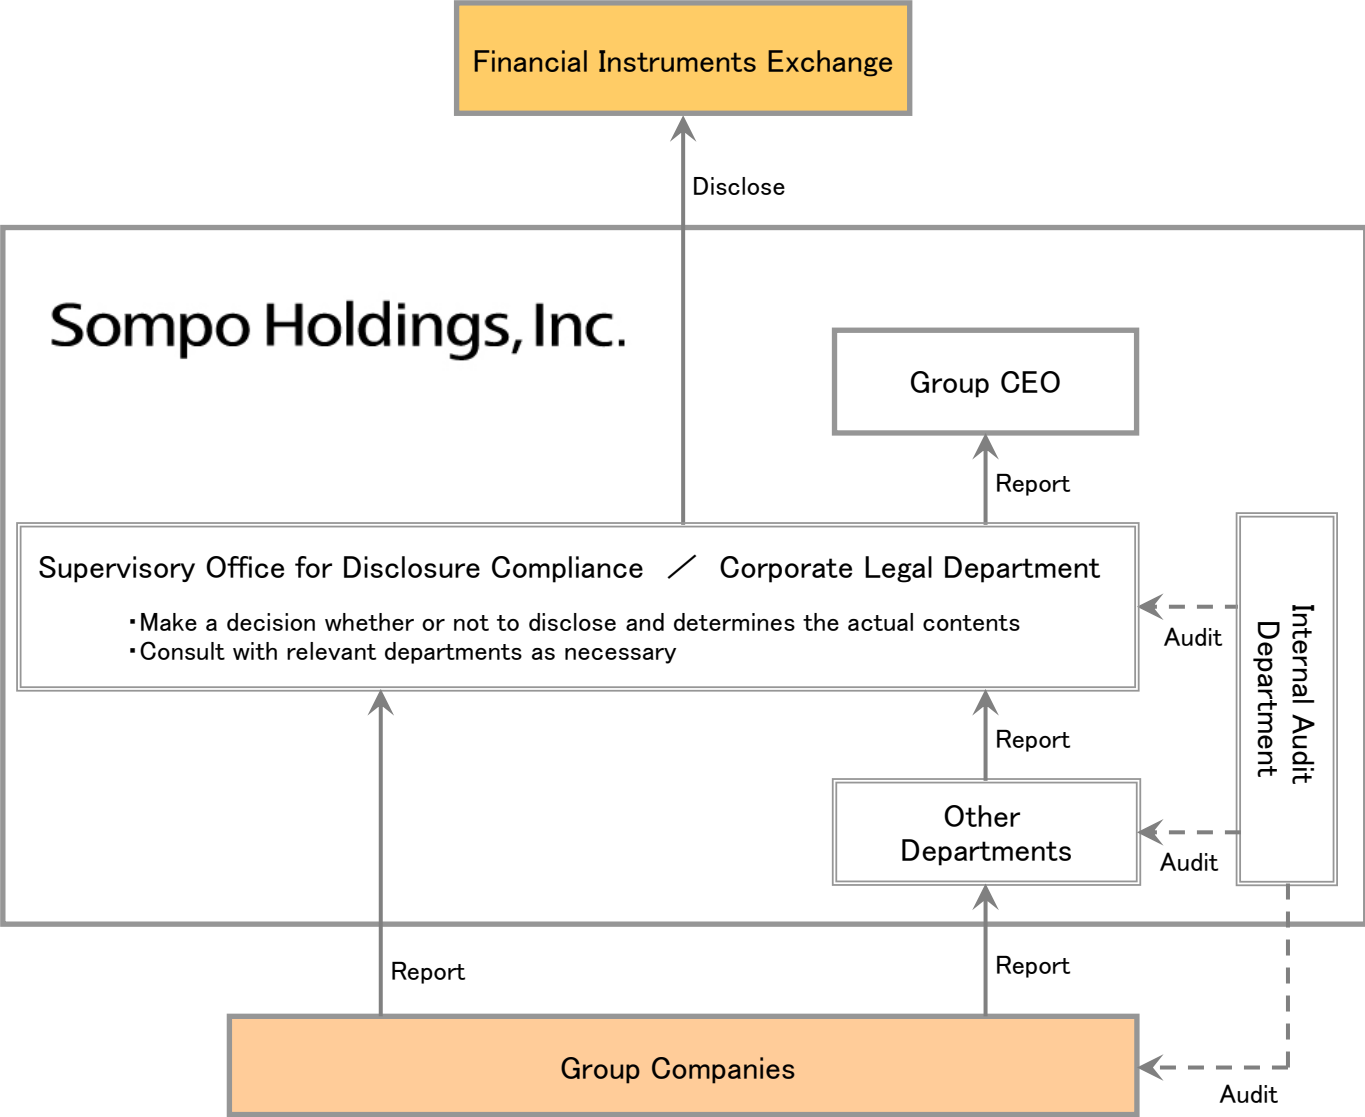 Financial Instruments Exchange
Disclose
Sompo Holdings, Inc.
Group CEO
Report
Supervisory Office for Disclosure Compliance ／ Corporate Legal Department
・Make a decision whether or not to disclose and determines the actual contents
・Consult with relevant departments as necessary
Audit
Internal Audit
Department
Report
Other
Departments
Audit
Report
Report
Group Companies
Audit